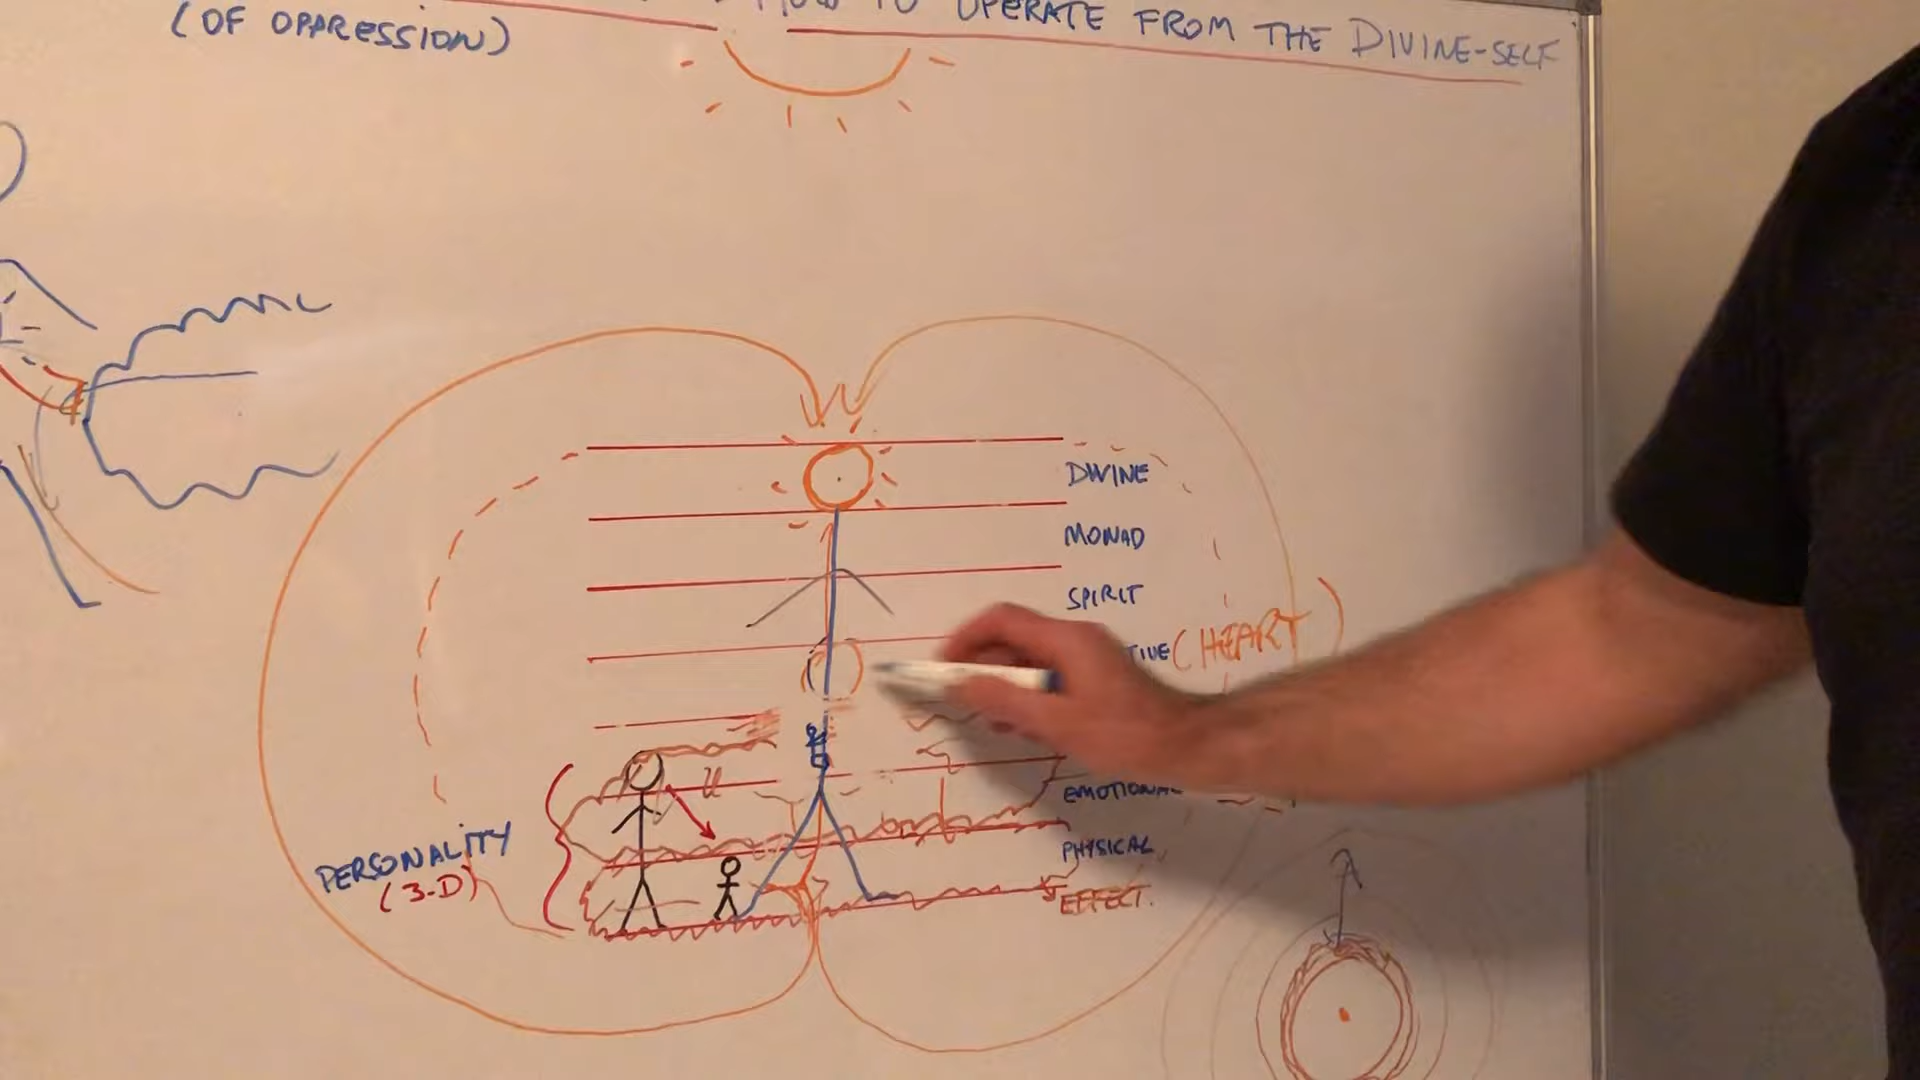 HOW TO OPERATE FROM THE DIVINE-SELF
(OF OPPRESSION)
DIVINE
MONAD
SPIRIT
(HEART)
EMOTIONAL
PHYSICAL
EFFECT.
PERSONALITY
(3-D)